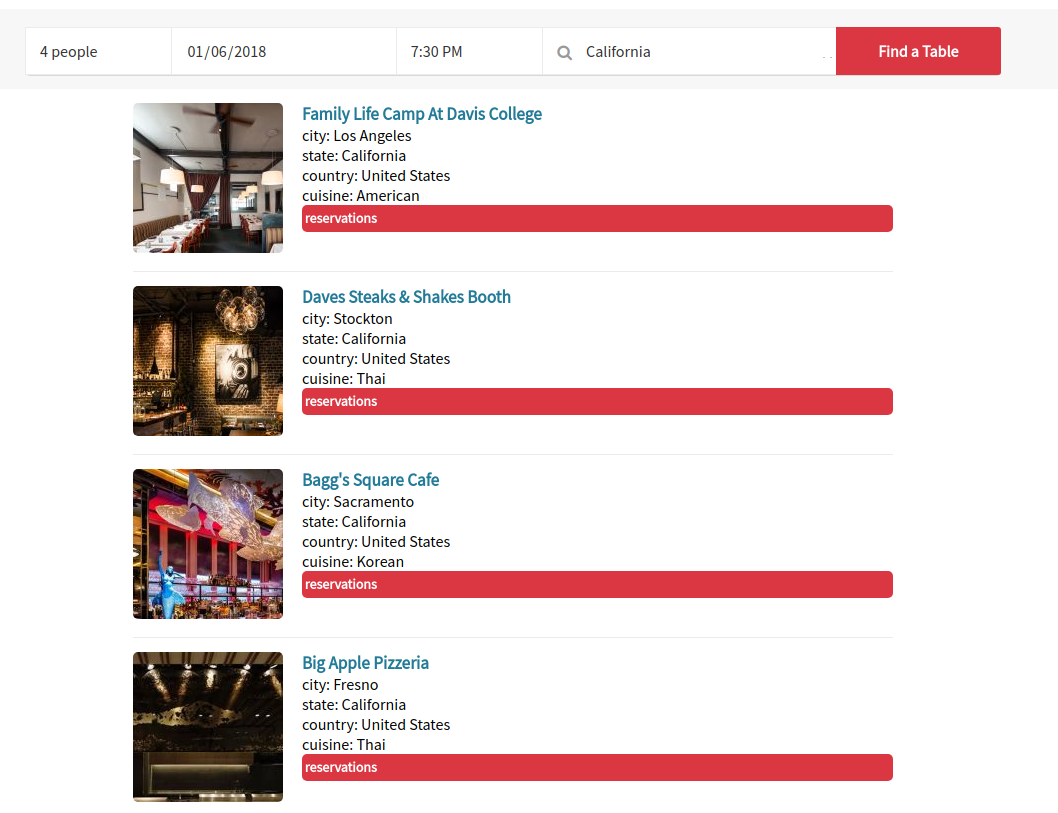 4 people 01/06/2018 7:30 PM California Find a Table
Family Life Camp At Davis College
city: Los Angeles
state: California
country: United States
cuisine: American
reservations
Daves Steaks & Shakes Booth
city: Stockton
state: California
country: United States
cuisine: Thai
reservations
Bagg's Square Cafe
city: Sacramento
state: California
country: United States
cuisine: Korean
reservations
Big Apple Pizzeria
city: Fresno
state: California
country: United States
cuisine: Thai
reservations